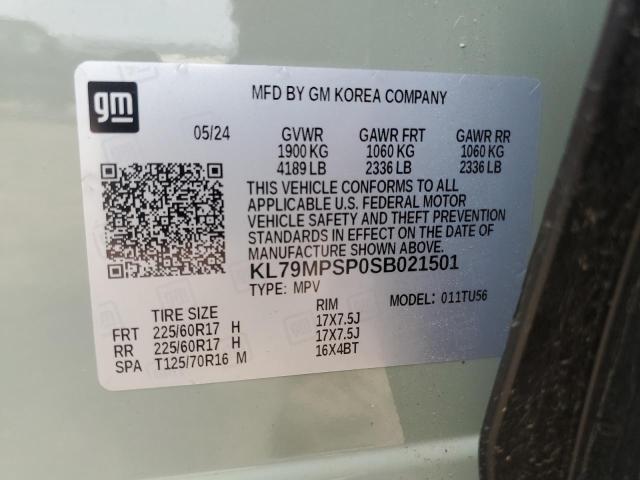 gm
MFD BY GM KOREA COMPANY
05/24 GVWR GAWR FRT GAWR RR
1900 KG 1060 KG 1060 KG
4189 LB 2336 LB 2336 LB
THIS VEHICLE CONFORMS TO ALL
APPLICABLE U.S. FEDERAL MOTOR
VEHICLE SAFETY AND THEFT PREVENTION
STANDARDS IN EFFECT ON THE DATE OF
MANUFACTURE SHOWN ABOVE.
KL79MPSP0SB021501
TYPE: MPV MODEL: 011TU56
TIRE SIZE RIM
FRT 225/60R17 H 17X7.5J
RR 225/60R17 H 17X7.5J
SPA T125/70R16 M 16X4BT